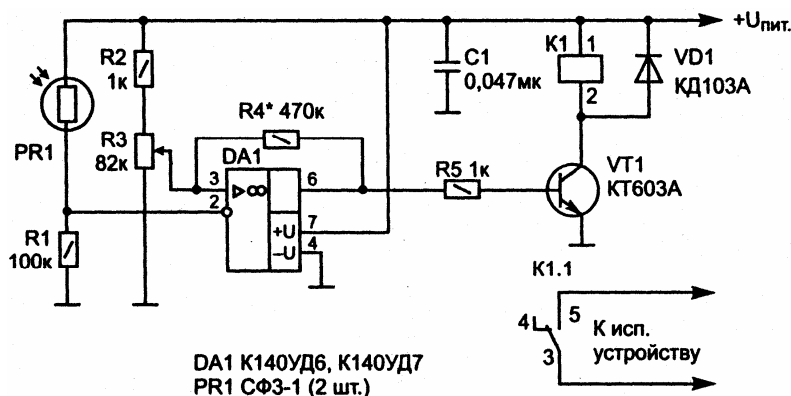 +Uпит.
R2
1к
C1
0,047мк
K1
1
2
VD1
КД103А
R4* 470к
PR1
R3
82к
DA1
3
2
6
+U
7
–U
4
R5 1к
VT1
КТ603А
R1
100к
K1.1
4
5
3
К исп.
устройству
DA1 К140УД6, К140УД7
PR1 СФ3-1 (2 шт.)